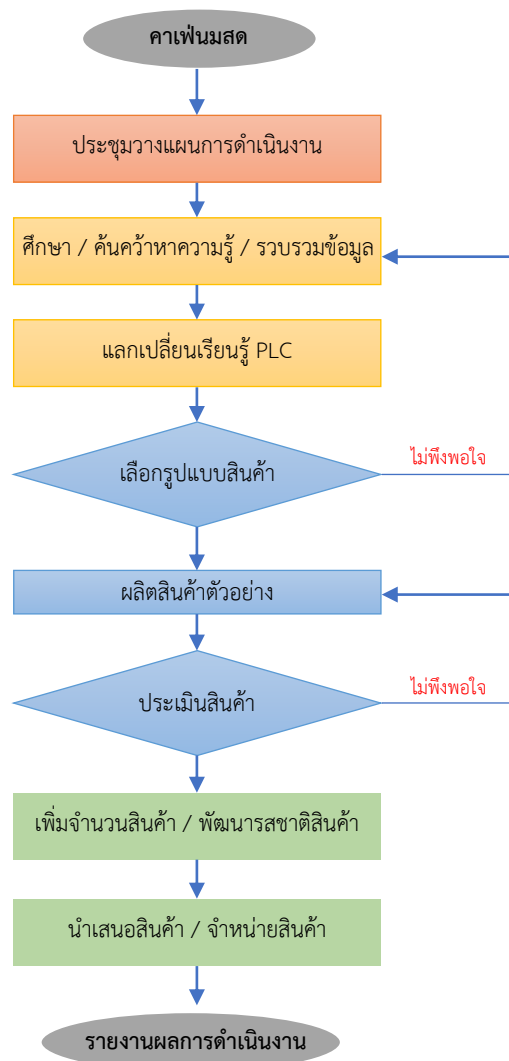 คาเฟ่นมสด
ประชุมวางแผนการดำเนินงาน
ศึกษา / ค้นคว้าหาความรู้ / รวบรวมข้อมูล
แลกเปลี่ยนเรียนรู้ PLC
เลือกรูปแบบสินค้า
ไม่พึงพอใจ
ผลิตสินค้าตัวอย่าง
ประเมินสินค้า
ไม่พึงพอใจ
เพิ่มจำนวนสินค้า / พัฒนารสชาติสินค้า
นำเสนอสินค้า / จำหน่ายสินค้า
รายงานผลการดำเนินงาน